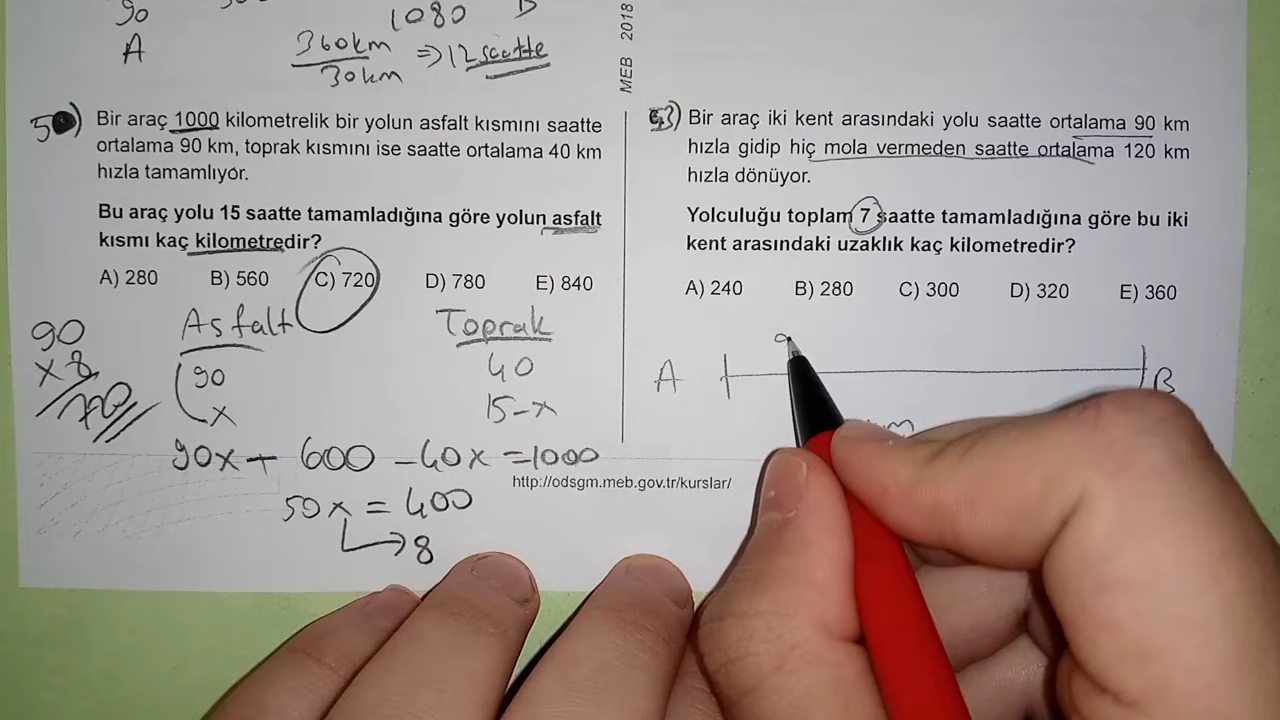 90
1080 B
A
360km
30km
⇒ 12 saatte
MEB 2018
5
Bir araç 1000 kilometrelik bir yolun asfalt kısmını saatte
ortalama 90 km, toprak kısmını ise saatte ortalama 40 km
hızla tamamlıyor.
Bu araç yolu 15 saatte tamamladığına göre yolun asfalt
kısmı kaç kilometredir?
A) 280 B) 560 C) 720 D) 780 E) 840
90
x 8
720
Asfalt Toprak
90 40
x 15-x
90x + 600 -40x =1000
50x = 400
8
http://odsgm.meb.gov.tr/kurslar/
Bir araç iki kent arasındaki yolu saatte ortalama 90 km
hızla gidip hiç mola vermeden saatte ortalama 120 km
hızla dönüyor.
Yolculuğu toplam 7 saatte tamamladığına göre bu iki
kent arasındaki uzaklık kaç kilometredir?
A) 240 B) 280 C) 300 D) 320 E) 360
A B